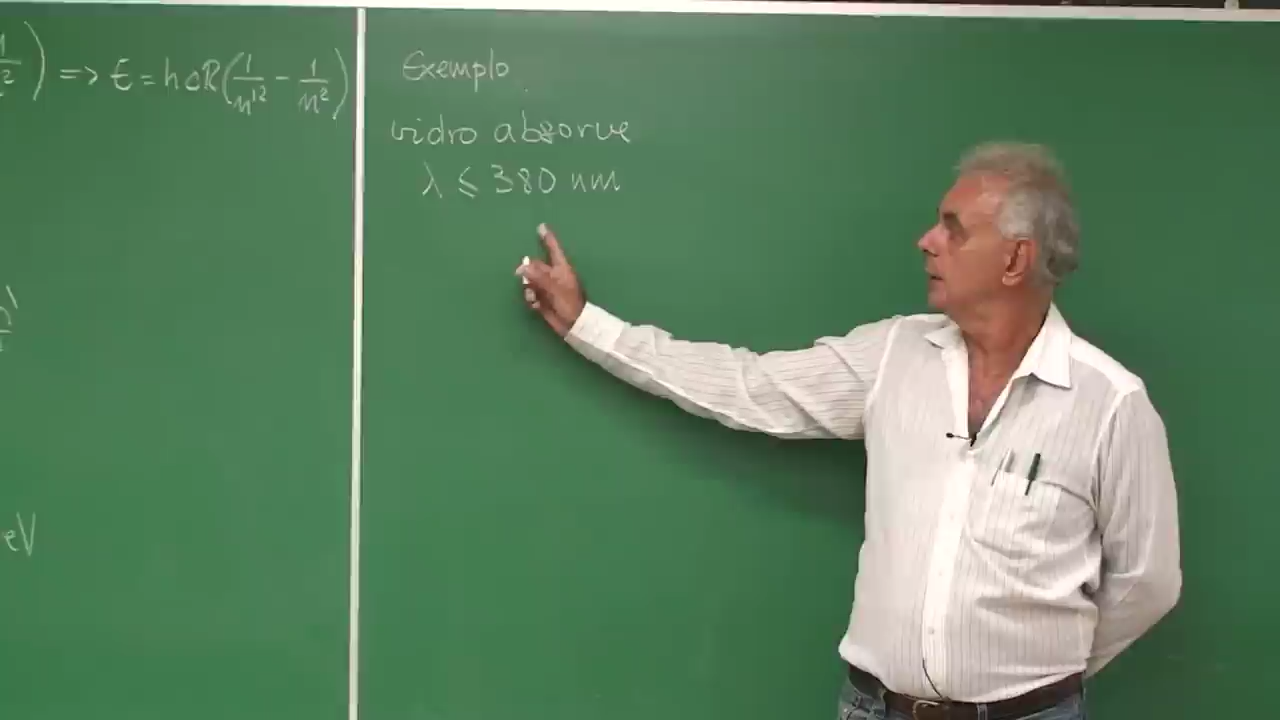 => E = hcR(1/n'² - 1/n²)
Exemplo
vidro absorve
λ ≤ 380 nm
eV